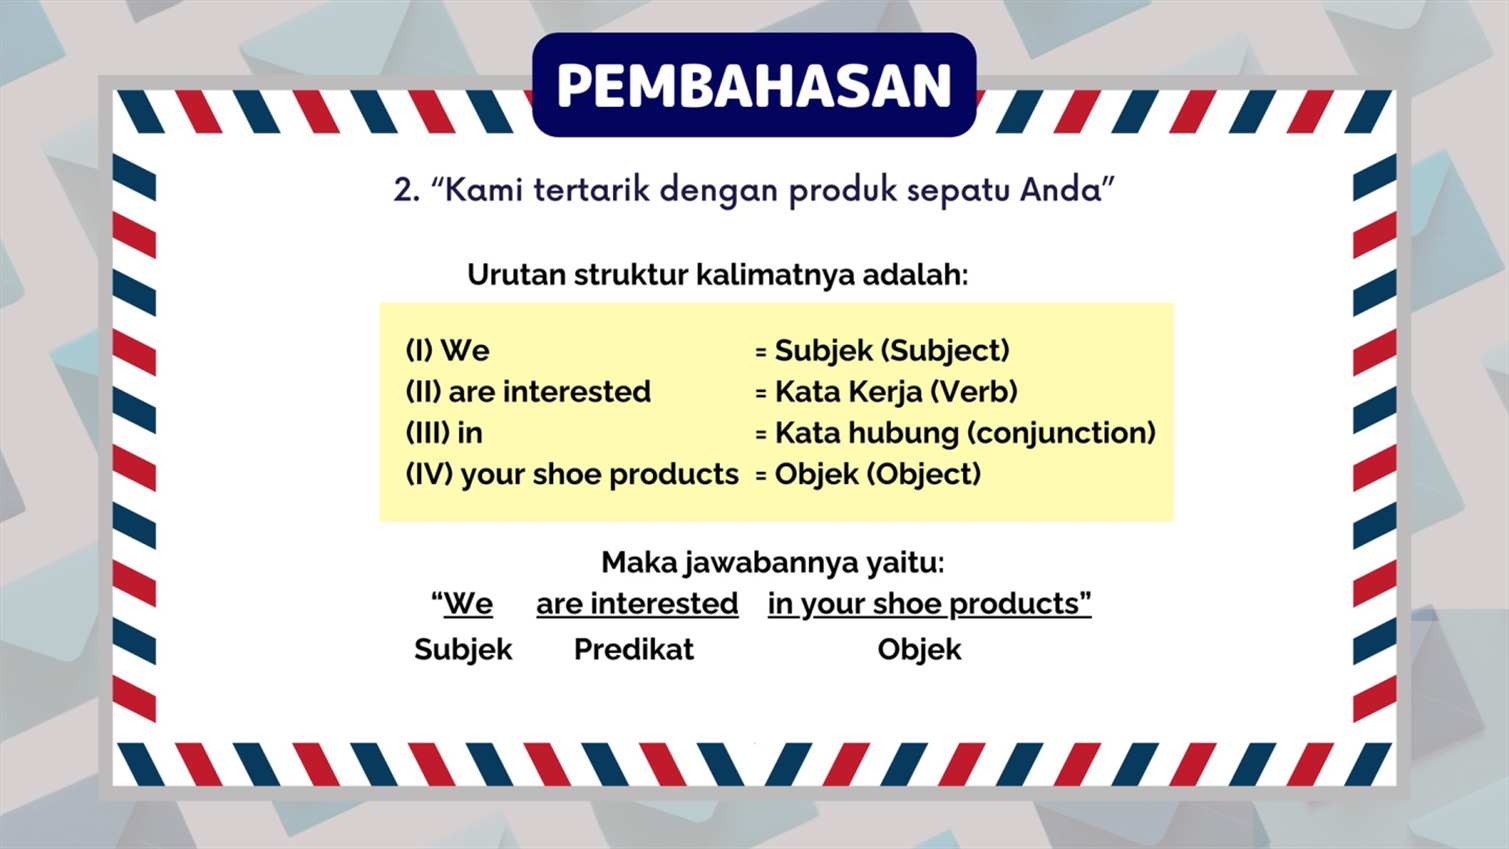 PEMBAHASAN
2. “Kami tertarik dengan produk sepatu Anda”
Urutan struktur kalimatnya adalah:
(I) We = Subjek (Subject)
(II) are interested = Kata Kerja (Verb)
(III) in = Kata hubung (conjunction)
(IV) your shoe products = Objek (Object)
Maka jawabannya yaitu:
“We are interested in your shoe products”
Subjek Predikat Objek